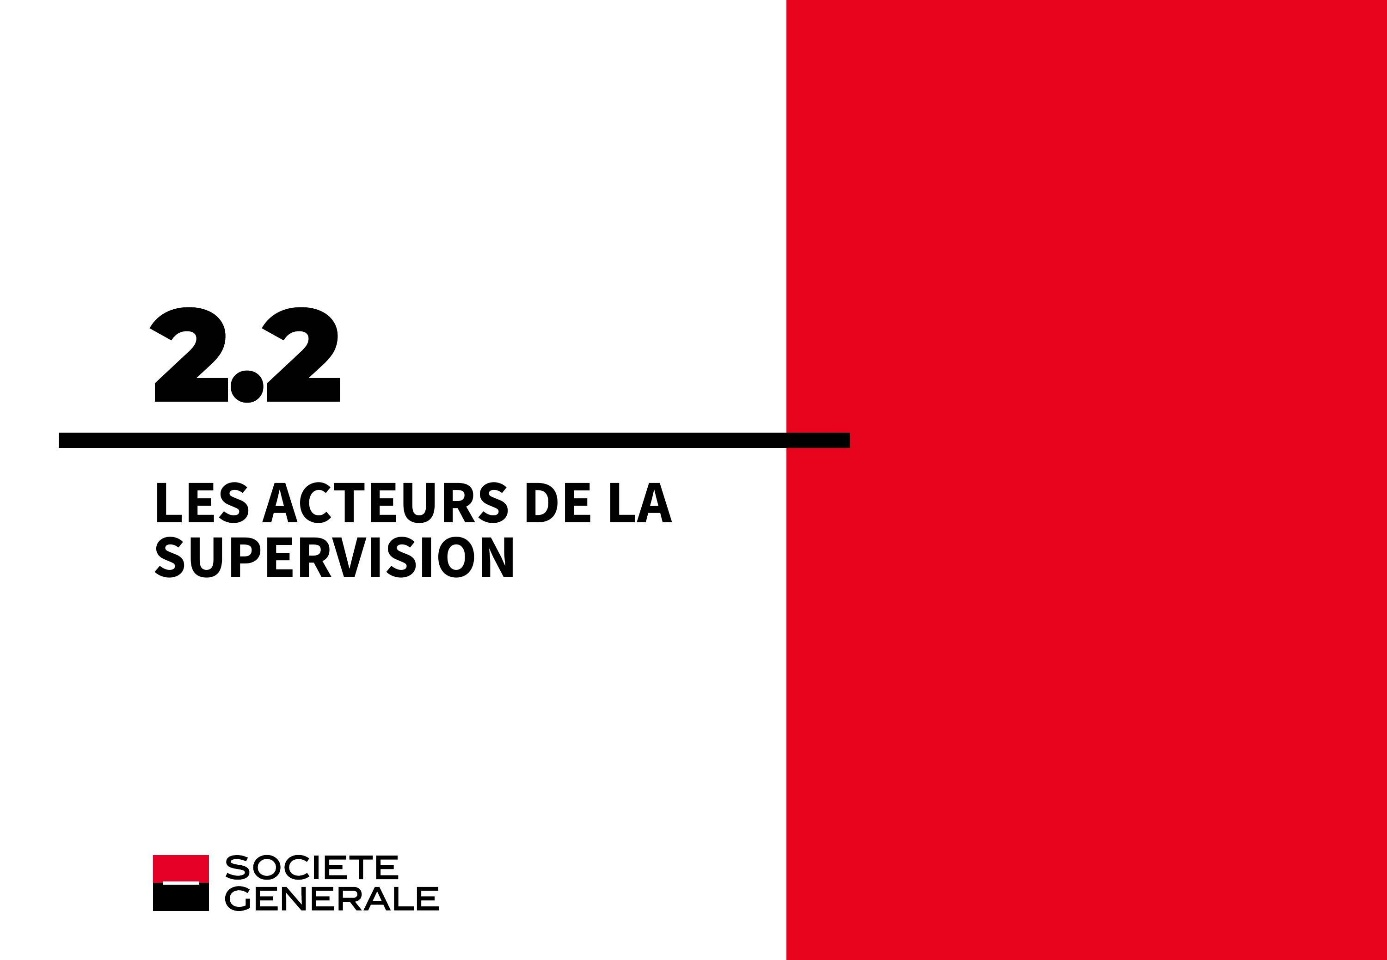 2.2
LES ACTEURS DE LA
SUPERVISION
SOCIETE
GENERALE